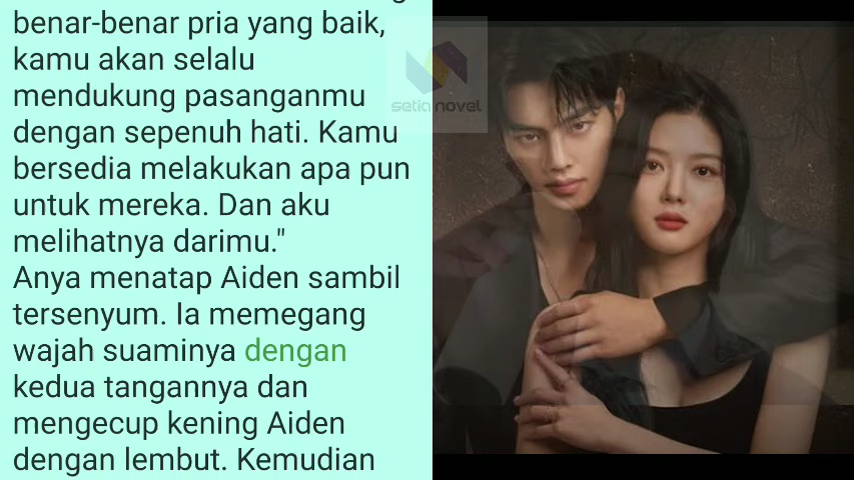 benar-benar pria yang baik,
kamu akan selalu
mendukung pasanganmu
dengan sepenuh hati. Kamu
bersedia melakukan apa pun
untuk mereka. Dan aku
melihatnya darimu."
Anya menatap Aiden sambil
tersenyum. Ia memegang
wajah suaminya dengan
kedua tangannya dan
mengecup kening Aiden
dengan lembut. Kemudian
setia novel